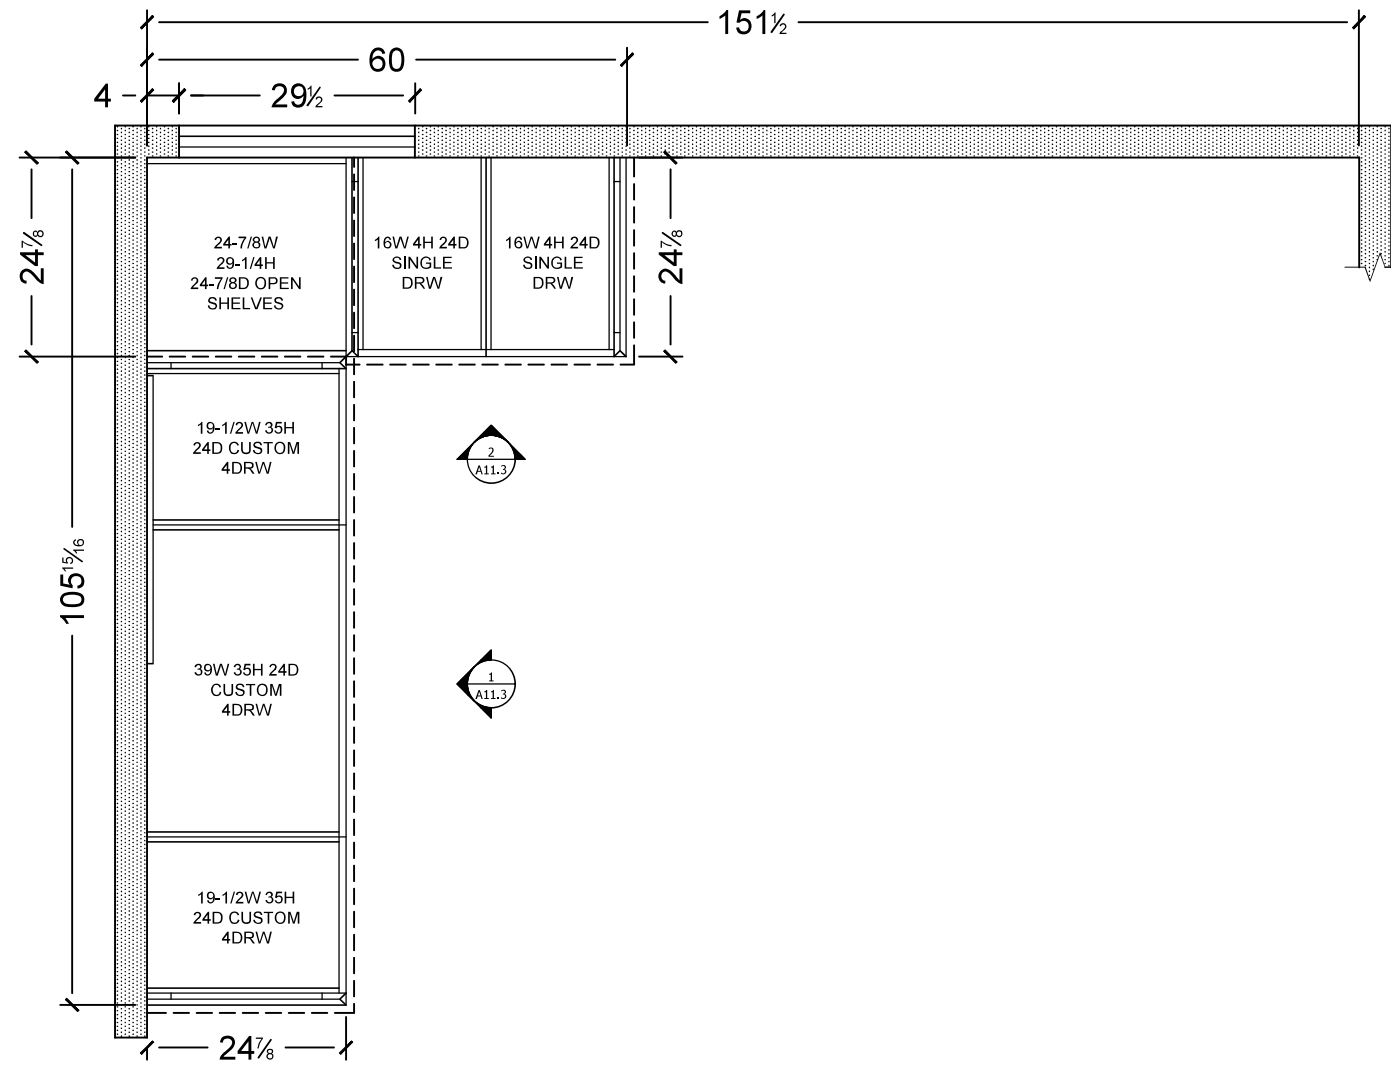 151½
60
4
29½
24⅞
24-7/8W
29-1/4H
24-7/8D OPEN
SHELVES
16W 4H 24D
SINGLE
DRW
16W 4H 24D
SINGLE
DRW
24⅞
19-1/2W 35H
24D CUSTOM
4DRW
2
A11.3
105 15/16
39W 35H 24D
CUSTOM
4DRW
1
A11.3
19-1/2W 35H
24D CUSTOM
4DRW
24⅞